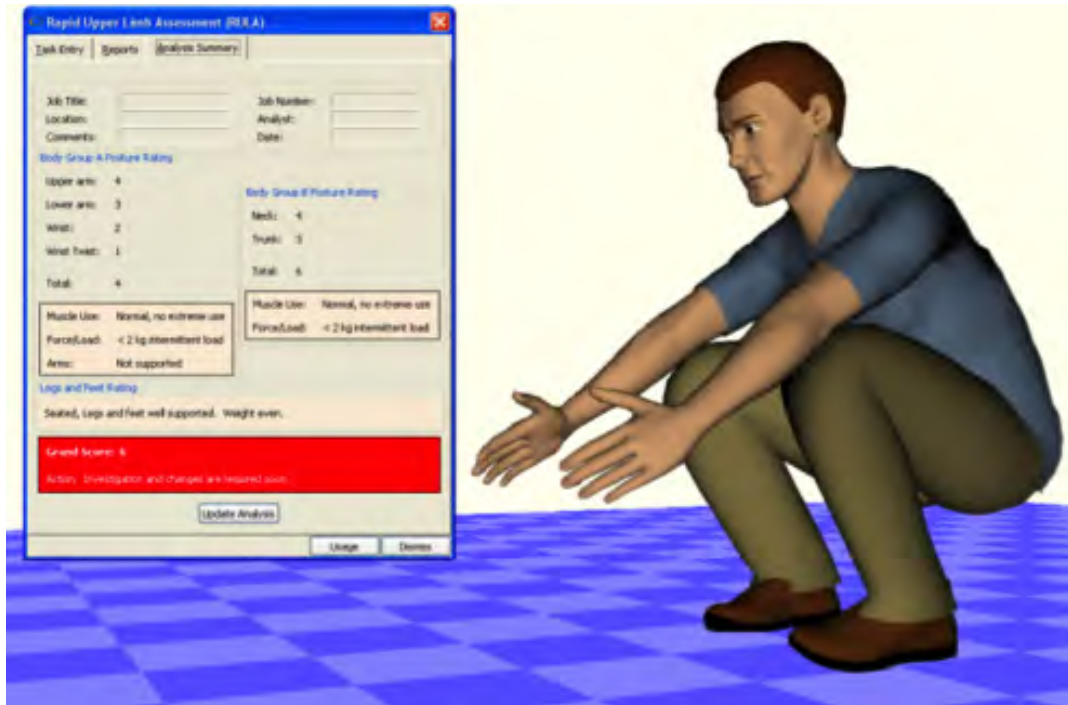 Rapid Upper Limb Assessment (RULA)
Task Entry Reports Analysis Summary
Job Title: Job Number:
Location: Analyst:
Comments: Date:
Body Group A Posture Rating
Upper arm: 4
Body Group B Posture Rating
Lower arm: 3
Neck: 4
Wrist: 2
Trunk: 3
Wrist Twist: 1
Total: 6
Total: 4
Muscle Use: Normal, no extreme use
Force/Load: < 2 kg intermittent load
Muscle Use: Normal, no extreme use
Force/Load: < 2 kg intermittent load
Arms: Not supported
Legs and Feet Rating
Seated, Legs and feet well supported. Weight even.
Grand Score: 6
Action: Investigation and changes are required soon.
Update Analysis
Usage Dismiss